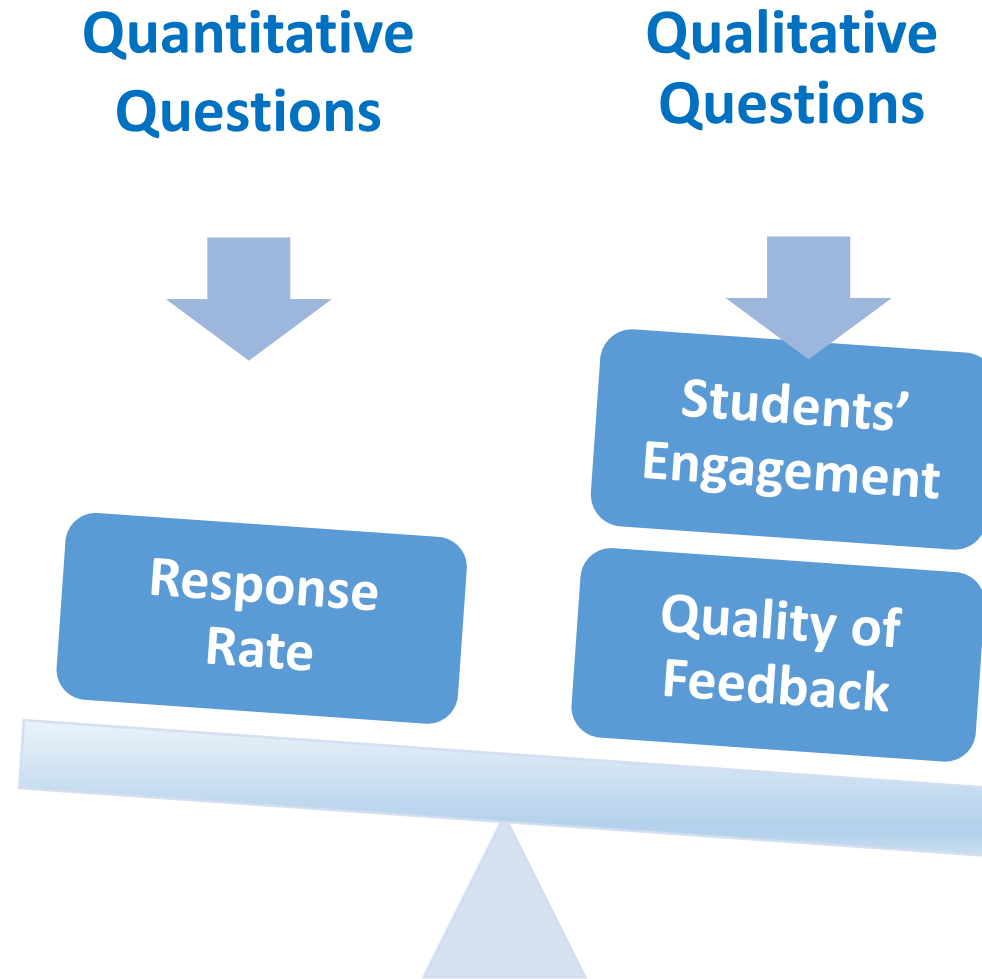 Quantitative
Questions
Qualitative
Questions
Students’
Engagement
Response
Rate
Quality of
Feedback